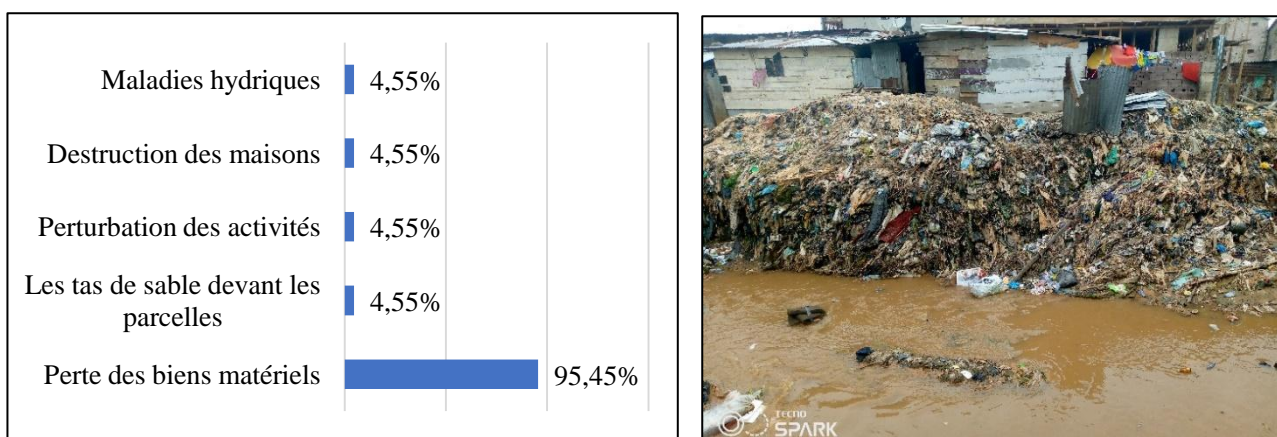 Maladies hydriques
4,55%
Destruction des maisons
4,55%
Perturbation des activités
4,55%
Les tas de sable devant les
parcelles
4,55%
Perte des biens matériels
95,45%
TECNO
SPARK